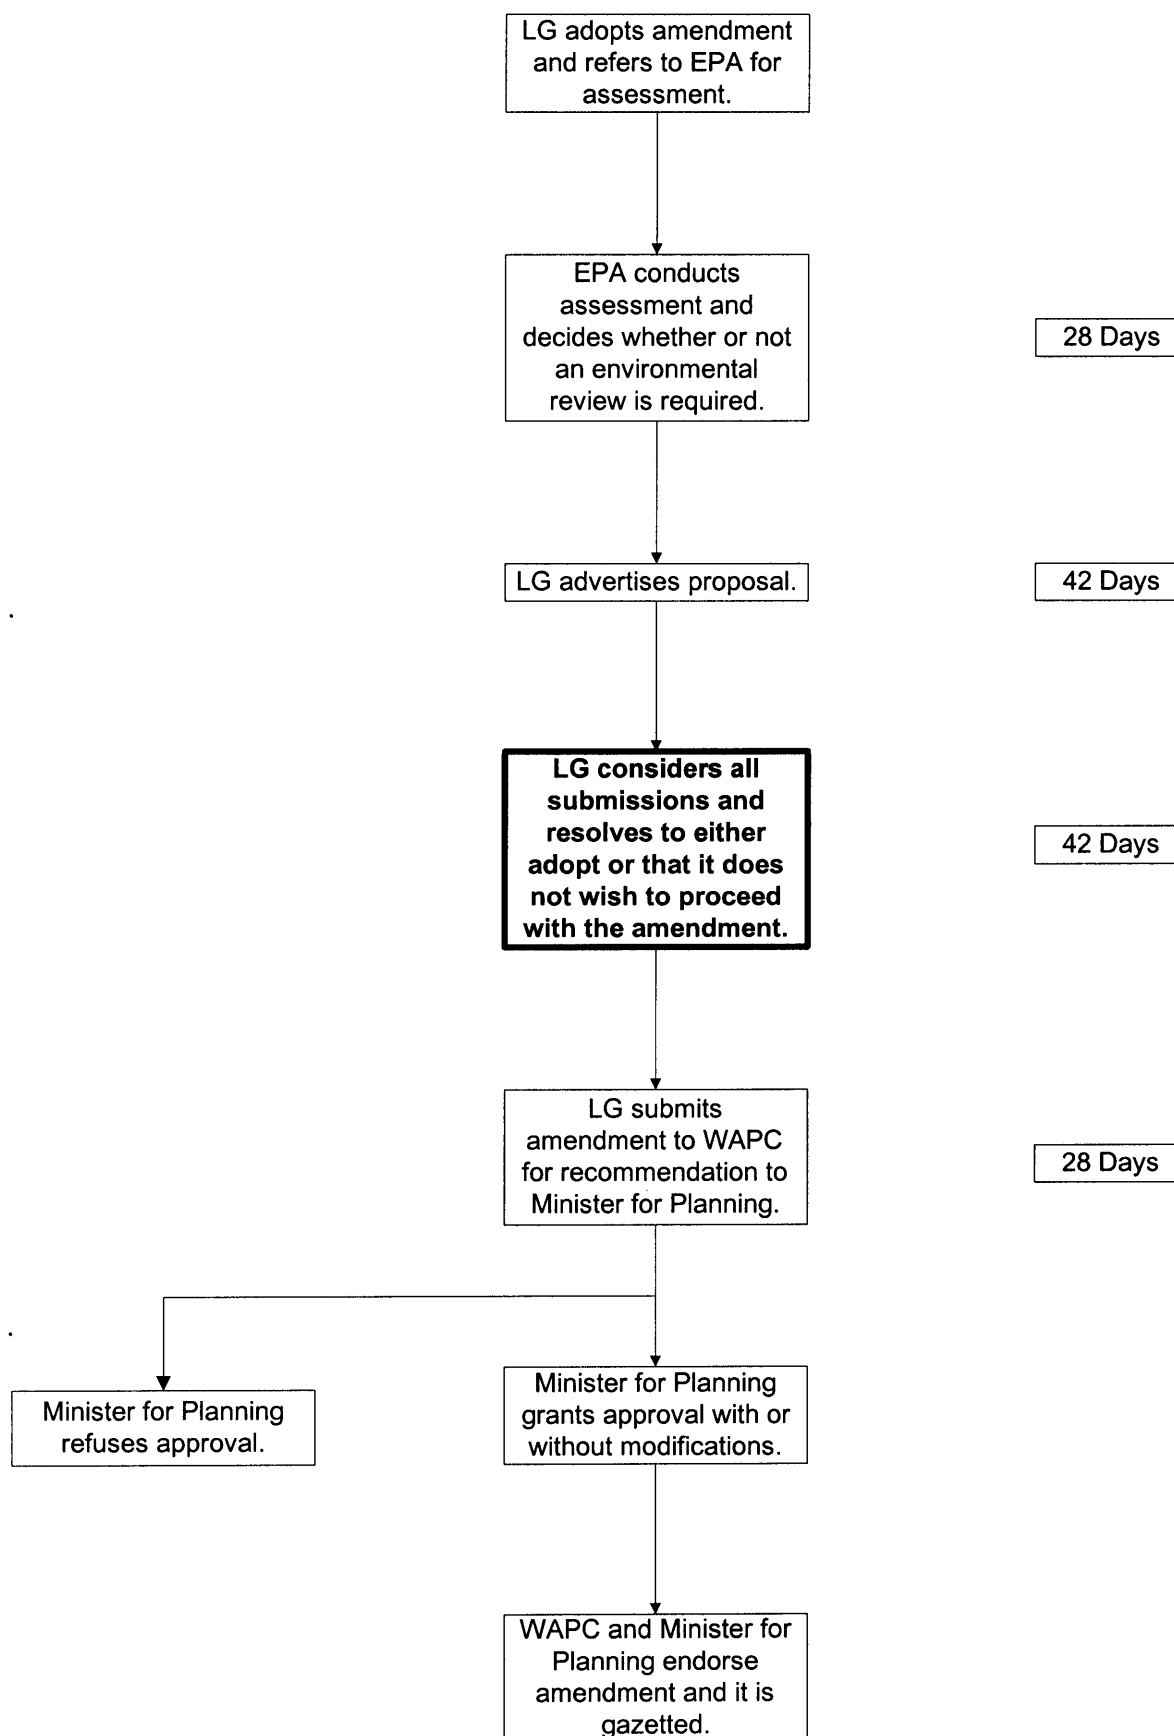 LG adopts amendment
and refers to EPA for
assessment.
EPA conducts
assessment and
decides whether or not
an environmental
review is required.
28 Days
LG advertises proposal.
42 Days
LG considers all
submissions and
resolves to either
adopt or that it does
not wish to proceed
with the amendment.
42 Days
LG submits
amendment to WAPC
for recommendation to
Minister for Planning.
28 Days
Minister for Planning
refuses approval.
Minister for Planning
grants approval with or
without modifications.
WAPC and Minister for
Planning endorse
amendment and it is
gazetted.